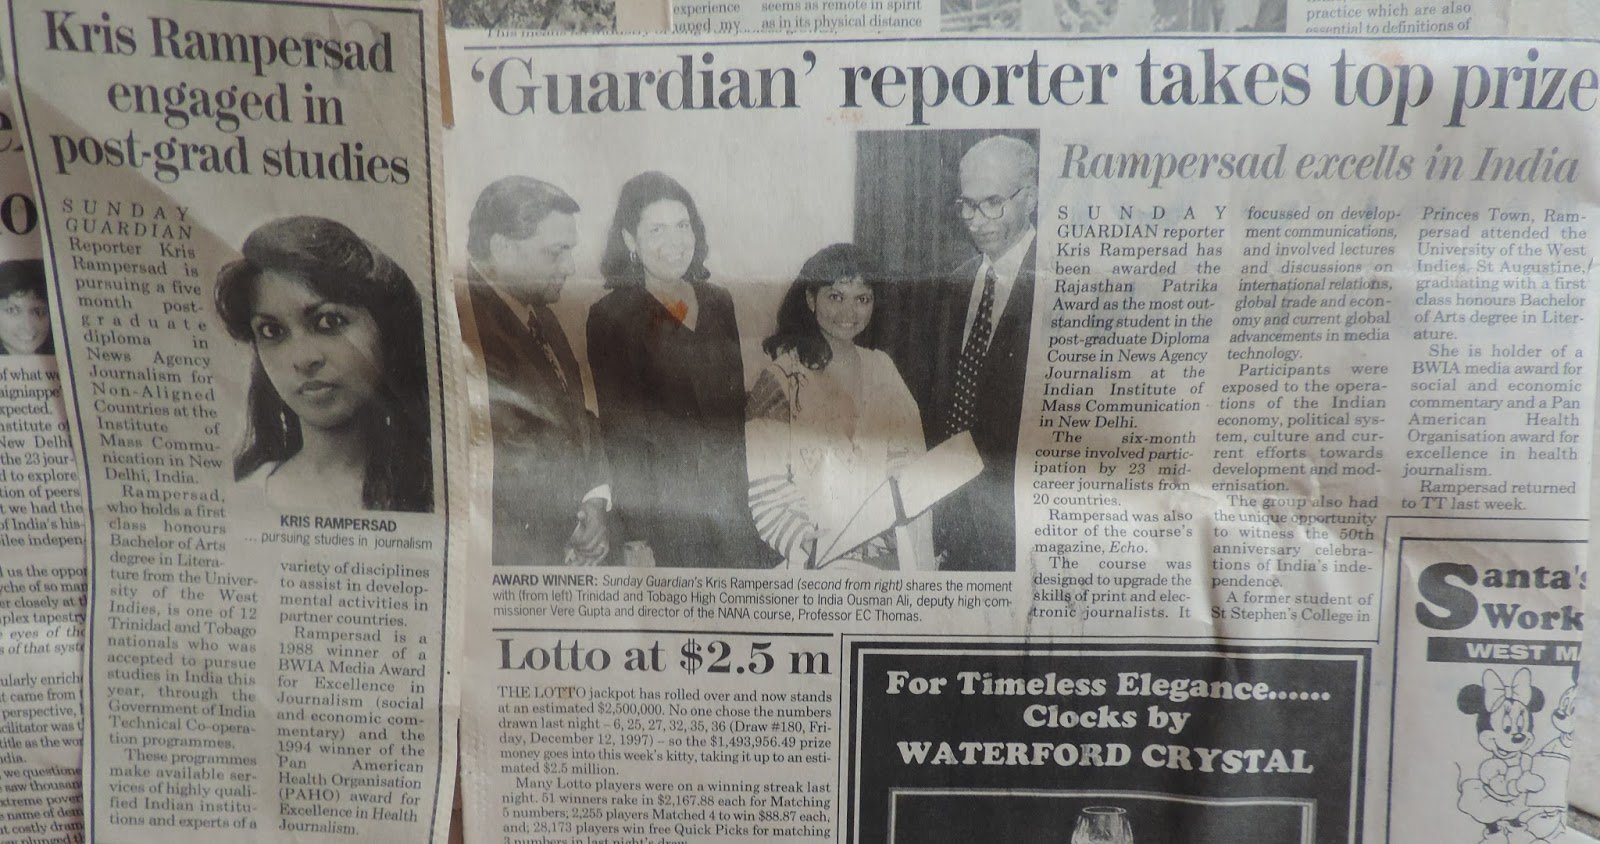 Kris Rampersad
engaged in
post-grad studies
SUNDAY
GUARDIAN
Reporter Kris
Rampersad is
pursuing a five
month post-
graduate
diploma in
News Agency
Journalism for
Non-Aligned
Countries at the
Institute of
Mass Commu-
nication in New
Delhi, India.
Rampersad,
who holds a first
class honours
Bachelor of Arts
degree in Litera-
ture from the Univer-
sity of the West
Indies, is one of 12
Trinidad and Tobago
nationals who was
accepted to pursue
studies in India this
year, through the
Government of India
Technical Co-opera-
tion programmes.
These programmes
make available ser-
vices of highly quali-
fied Indian institu-
tions and experts of a
KRIS RAMPERSAD
... pursuing studies in journalism
variety of disciplines
to assist in develop-
mental activities in
partner countries.
Rampersad is a
1988 winner of a
BWIA Media Award
for Excellence in
Journalism (social
and economic com-
mentary) and the
1994 winner of the
Pan American
Health Organisation
(PAHO) award for
Excellence in Health
Journalism.
experience seems as remote in spirit
as in its physical distance
practice which are also
essential to definitions of
'Guardian' reporter takes top prize
Rampersad excells in India
SUNDAY
GUARDIAN reporter
Kris Rampersad has
been awarded the
Rajasthan Patrika
Award as the most out-
standing student in the
post-graduate Diploma
Course in News Agency
Journalism at the
Indian Institute of
Mass Communication
in New Delhi.
The six-month
course involved partic-
ipation by 23 mid-
career journalists from
20 countries.
Rampersad was also
editor of the course's
magazine, Echo.
The course was
designed to upgrade the
skills of print and elec-
tronic journalists. It
focussed on develop-
ment communications,
and involved lectures
and discussions on
international relations,
global trade and econ-
omy and current global
advancements in media
technology.
Participants were
exposed to the opera-
tions of the Indian
economy, political sys-
tem, culture and cur-
rent efforts towards
development and mod-
ernisation.
The group also had
the unique opportunity
to witness the 50th
anniversary celebra-
tions of India's inde-
pendence.
A former student of
St Stephen's College in
Princes Town, Ram-
persad attended the
University of the West
Indies, St Augustine,
graduating with a first
class honours Bachelor
of Arts degree in Liter-
ature.
She is holder of a
BWIA media award for
social and economic
commentary and a Pan
American Health
Organisation award for
excellence in health
journalism.
Rampersad returned
to TT last week.
AWARD WINNER: Sunday Guardian's Kris Rampersad (second from right) shares the moment
with (from left) Trinidad and Tobago High Commissioner to India Ousman Ali, deputy high com-
missioner Vere Gupta and director of the NANA course, Professor EC Thomas.
Lotto at $2.5 m
THE LOTTO jackpot has rolled over and now stands
at an estimated $2,500,000. No one chose the numbers
drawn last night – 6, 25, 27, 32, 35, 36 (Draw #180, Fri-
day, December 12, 1997) – so the $1,493,956.49 prize
money goes into this week's kitty, taking it up to an esti-
mated $2.5 million.
Many Lotto players were on a winning streak last
night. 51 winners rake in $2,167.88 each for Matching
5 numbers; 2,255 players Matched 4 to win $88.87 each,
and; 28,173 players win free Quick Picks for matching
3 numbers in last night's draw.
For Timeless Elegance......
Clocks by
WATERFORD CRYSTAL
Santa's
Work
WEST